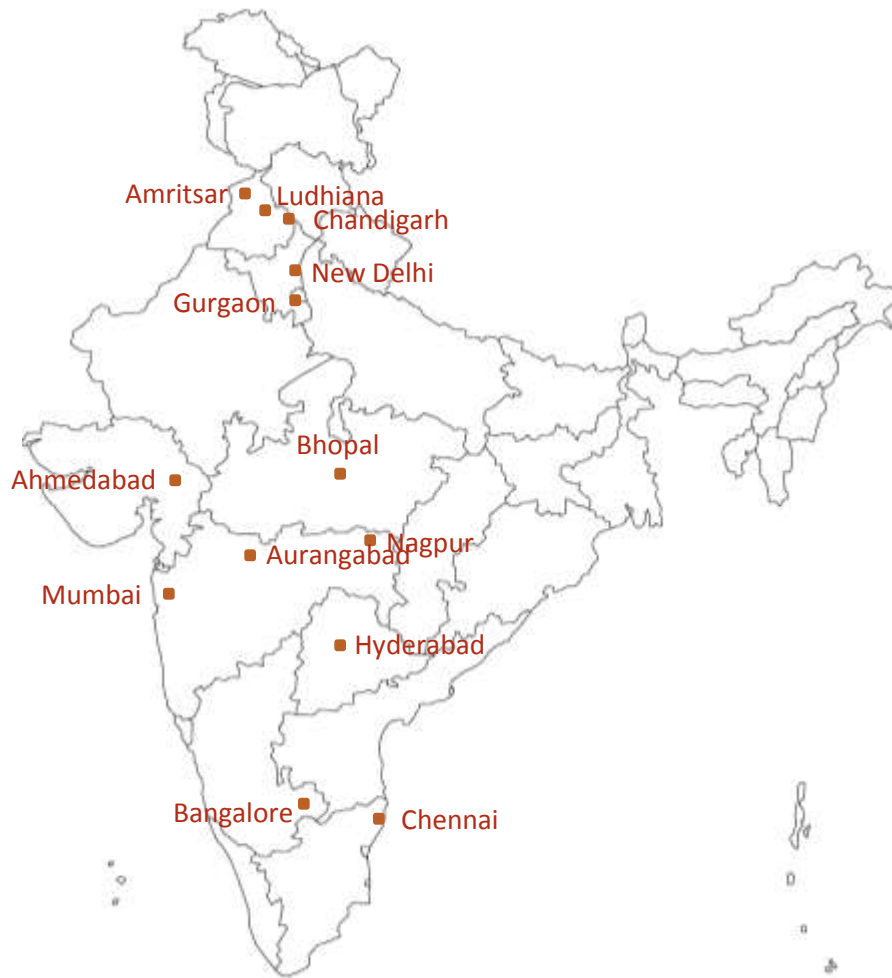 Amritsar
Ludhiana
Chandigarh
New Delhi
Gurgaon
Bhopal
Ahmedabad
Nagpur
Aurangabad
Mumbai
Hyderabad
Bangalore
Chennai